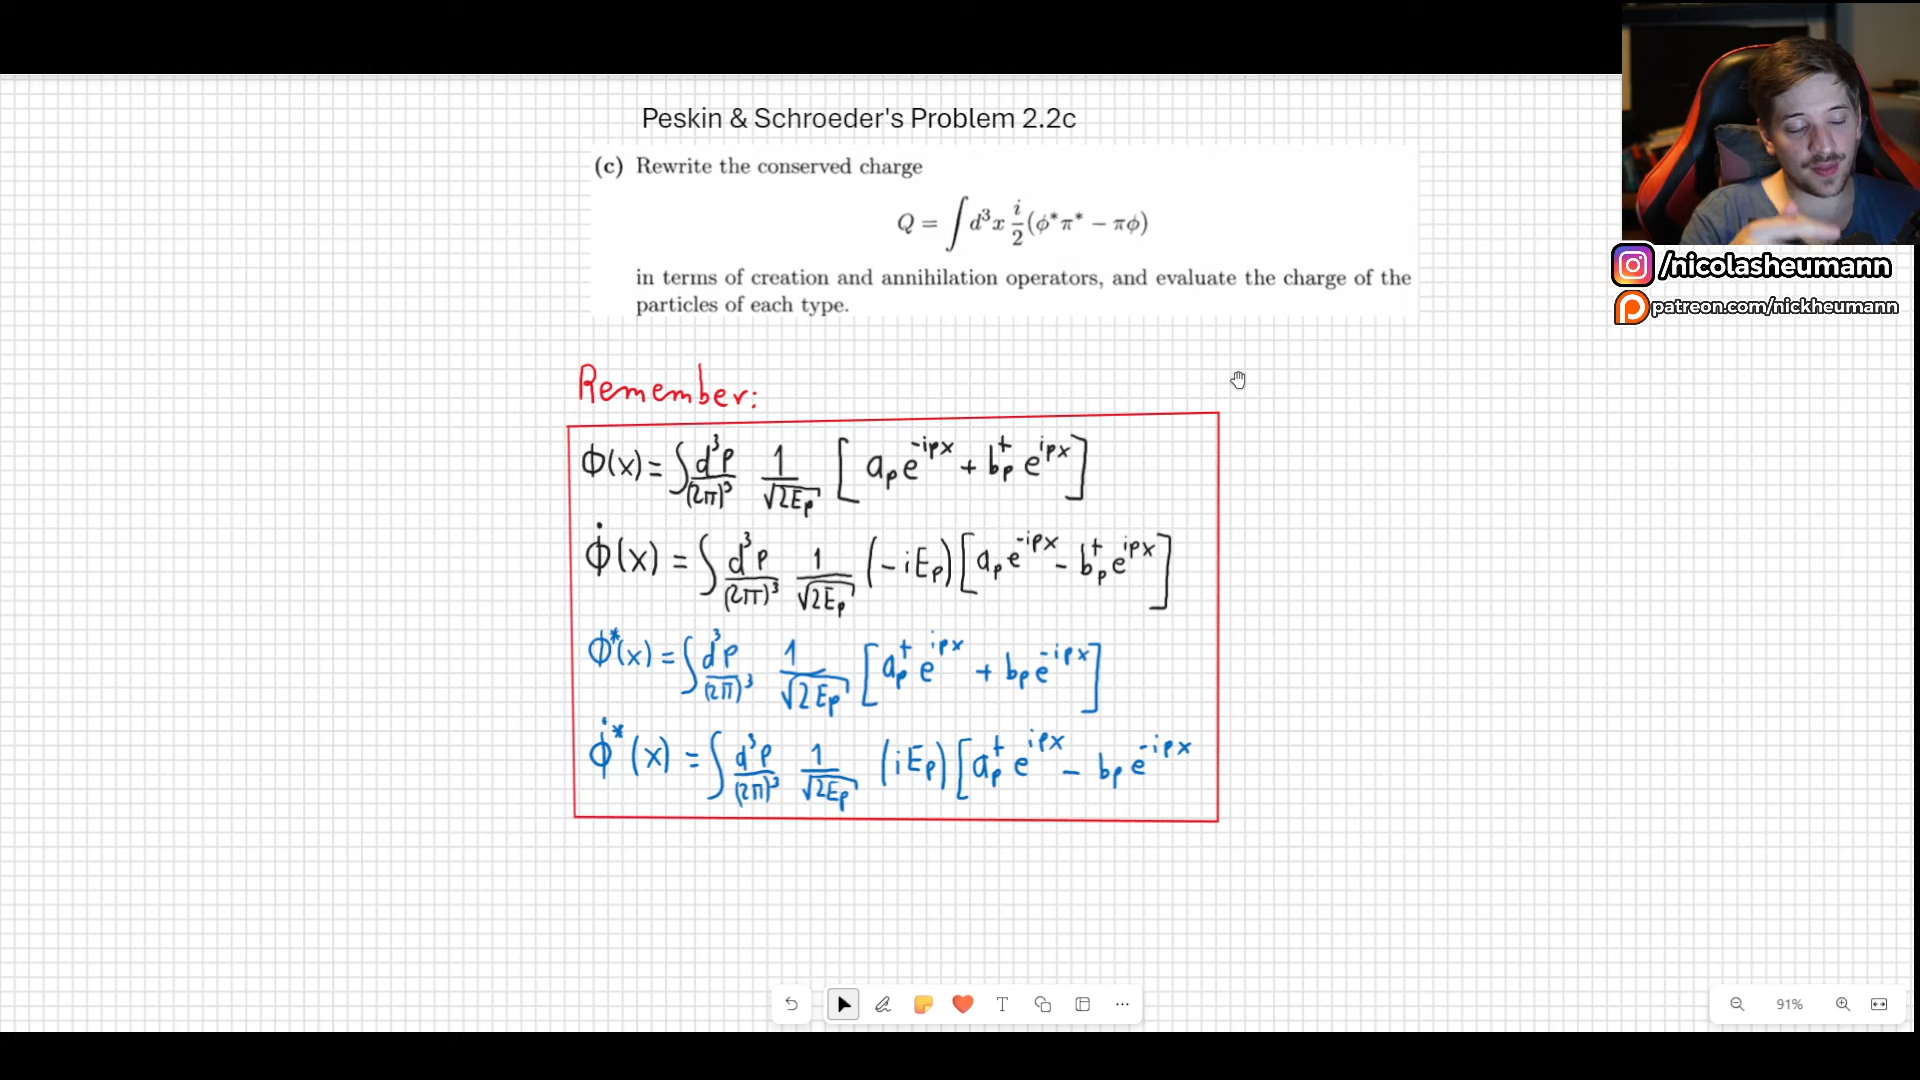 Peskin & Schroeder's Problem 2.2c
(c) Rewrite the conserved charge
Q = ∫ d³x i/2 (ϕ*π* − πϕ)
in terms of creation and annihilation operators, and evaluate the charge of the
particles of each type.
/nicolasheumann
patreon.com/nickheumann
Remember:
ϕ(x) = ∫ d³p/(2π)³ 1/√(2E_p) [ a_p e^{-ipx} + b_p^† e^{ipx} ]
ϕ̇(x) = ∫ d³p/(2π)³ 1/√(2E_p) (-iE_p) [ a_p e^{-ipx} - b_p^† e^{ipx} ]
ϕ*(x) = ∫ d³p/(2π)³ 1/√(2E_p) [ a_p^† e^{ipx} + b_p e^{-ipx} ]
ϕ̇*(x) = ∫ d³p/(2π)³ 1/√(2E_p) (iE_p) [ a_p^† e^{ipx} - b_p e^{-ipx}
T
91%